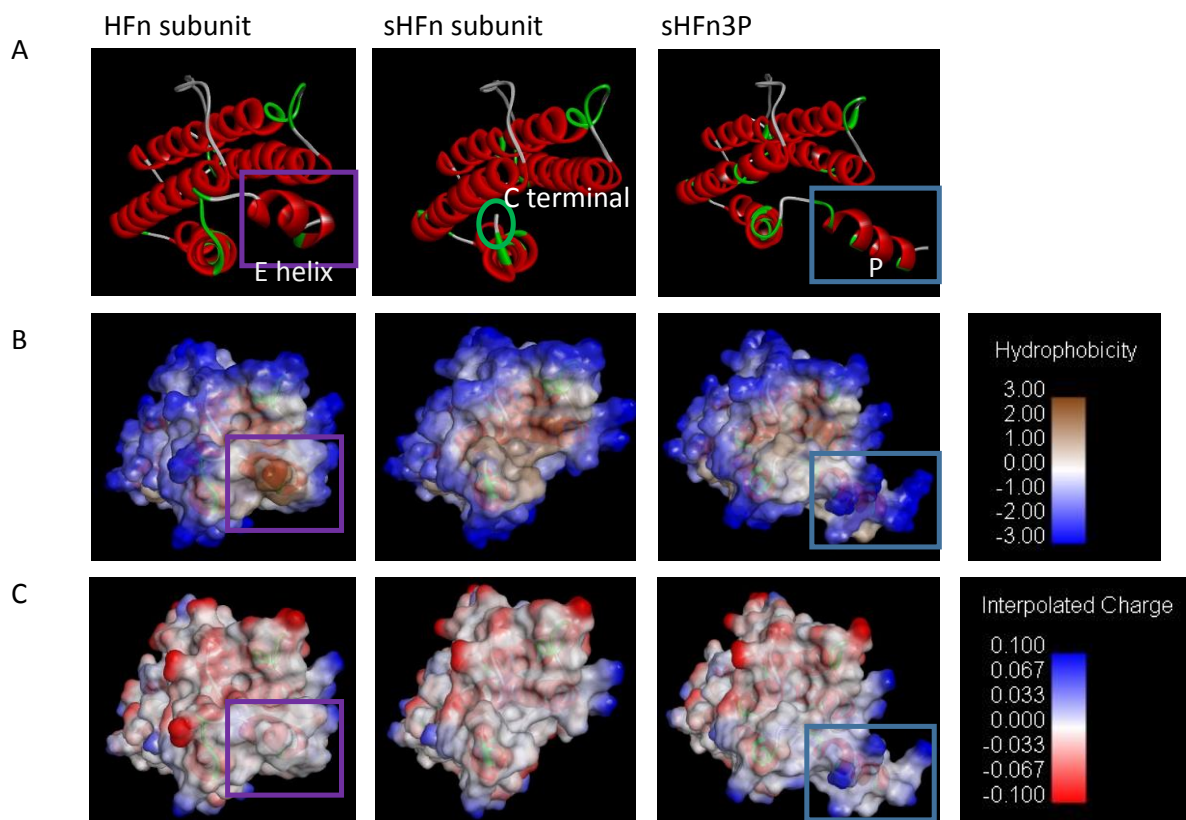 HFn subunit
sHFn subunit
sHFn3P
A
C terminal
E helix
P
B
Hydrophobicity
3.00
2.00
1.00
0.00
-1.00
-2.00
-3.00
C
Interpolated Charge
0.100
0.067
0.033
0.000
-0.033
-0.067
-0.100